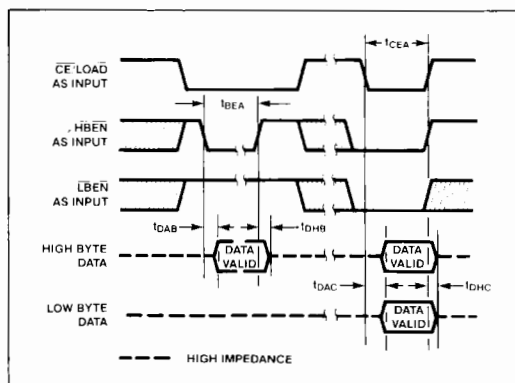 tCEA
CE/LOAD
AS INPUT
tBEA
HBEN
AS INPUT
LBEN
AS INPUT
tDAB
tDHB
HIGH BYTE
DATA
DATA
VALID
DATA
VALID
tDAC
tDHC
LOW BYTE
DATA
DATA
VALID
HIGH IMPEDANCE